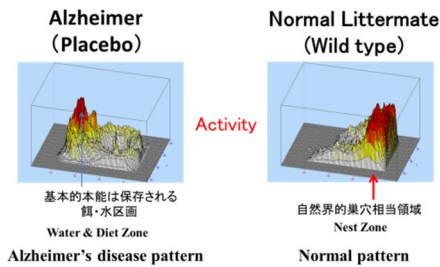 Alzheimer
(Placebo)
Normal Littermate
(Wild type)
Activity
基本的本能は保存される
餌・水区画
Water & Diet Zone
自然界的巣穴相当領域
Nest Zone
Alzheimer's disease pattern
Normal pattern